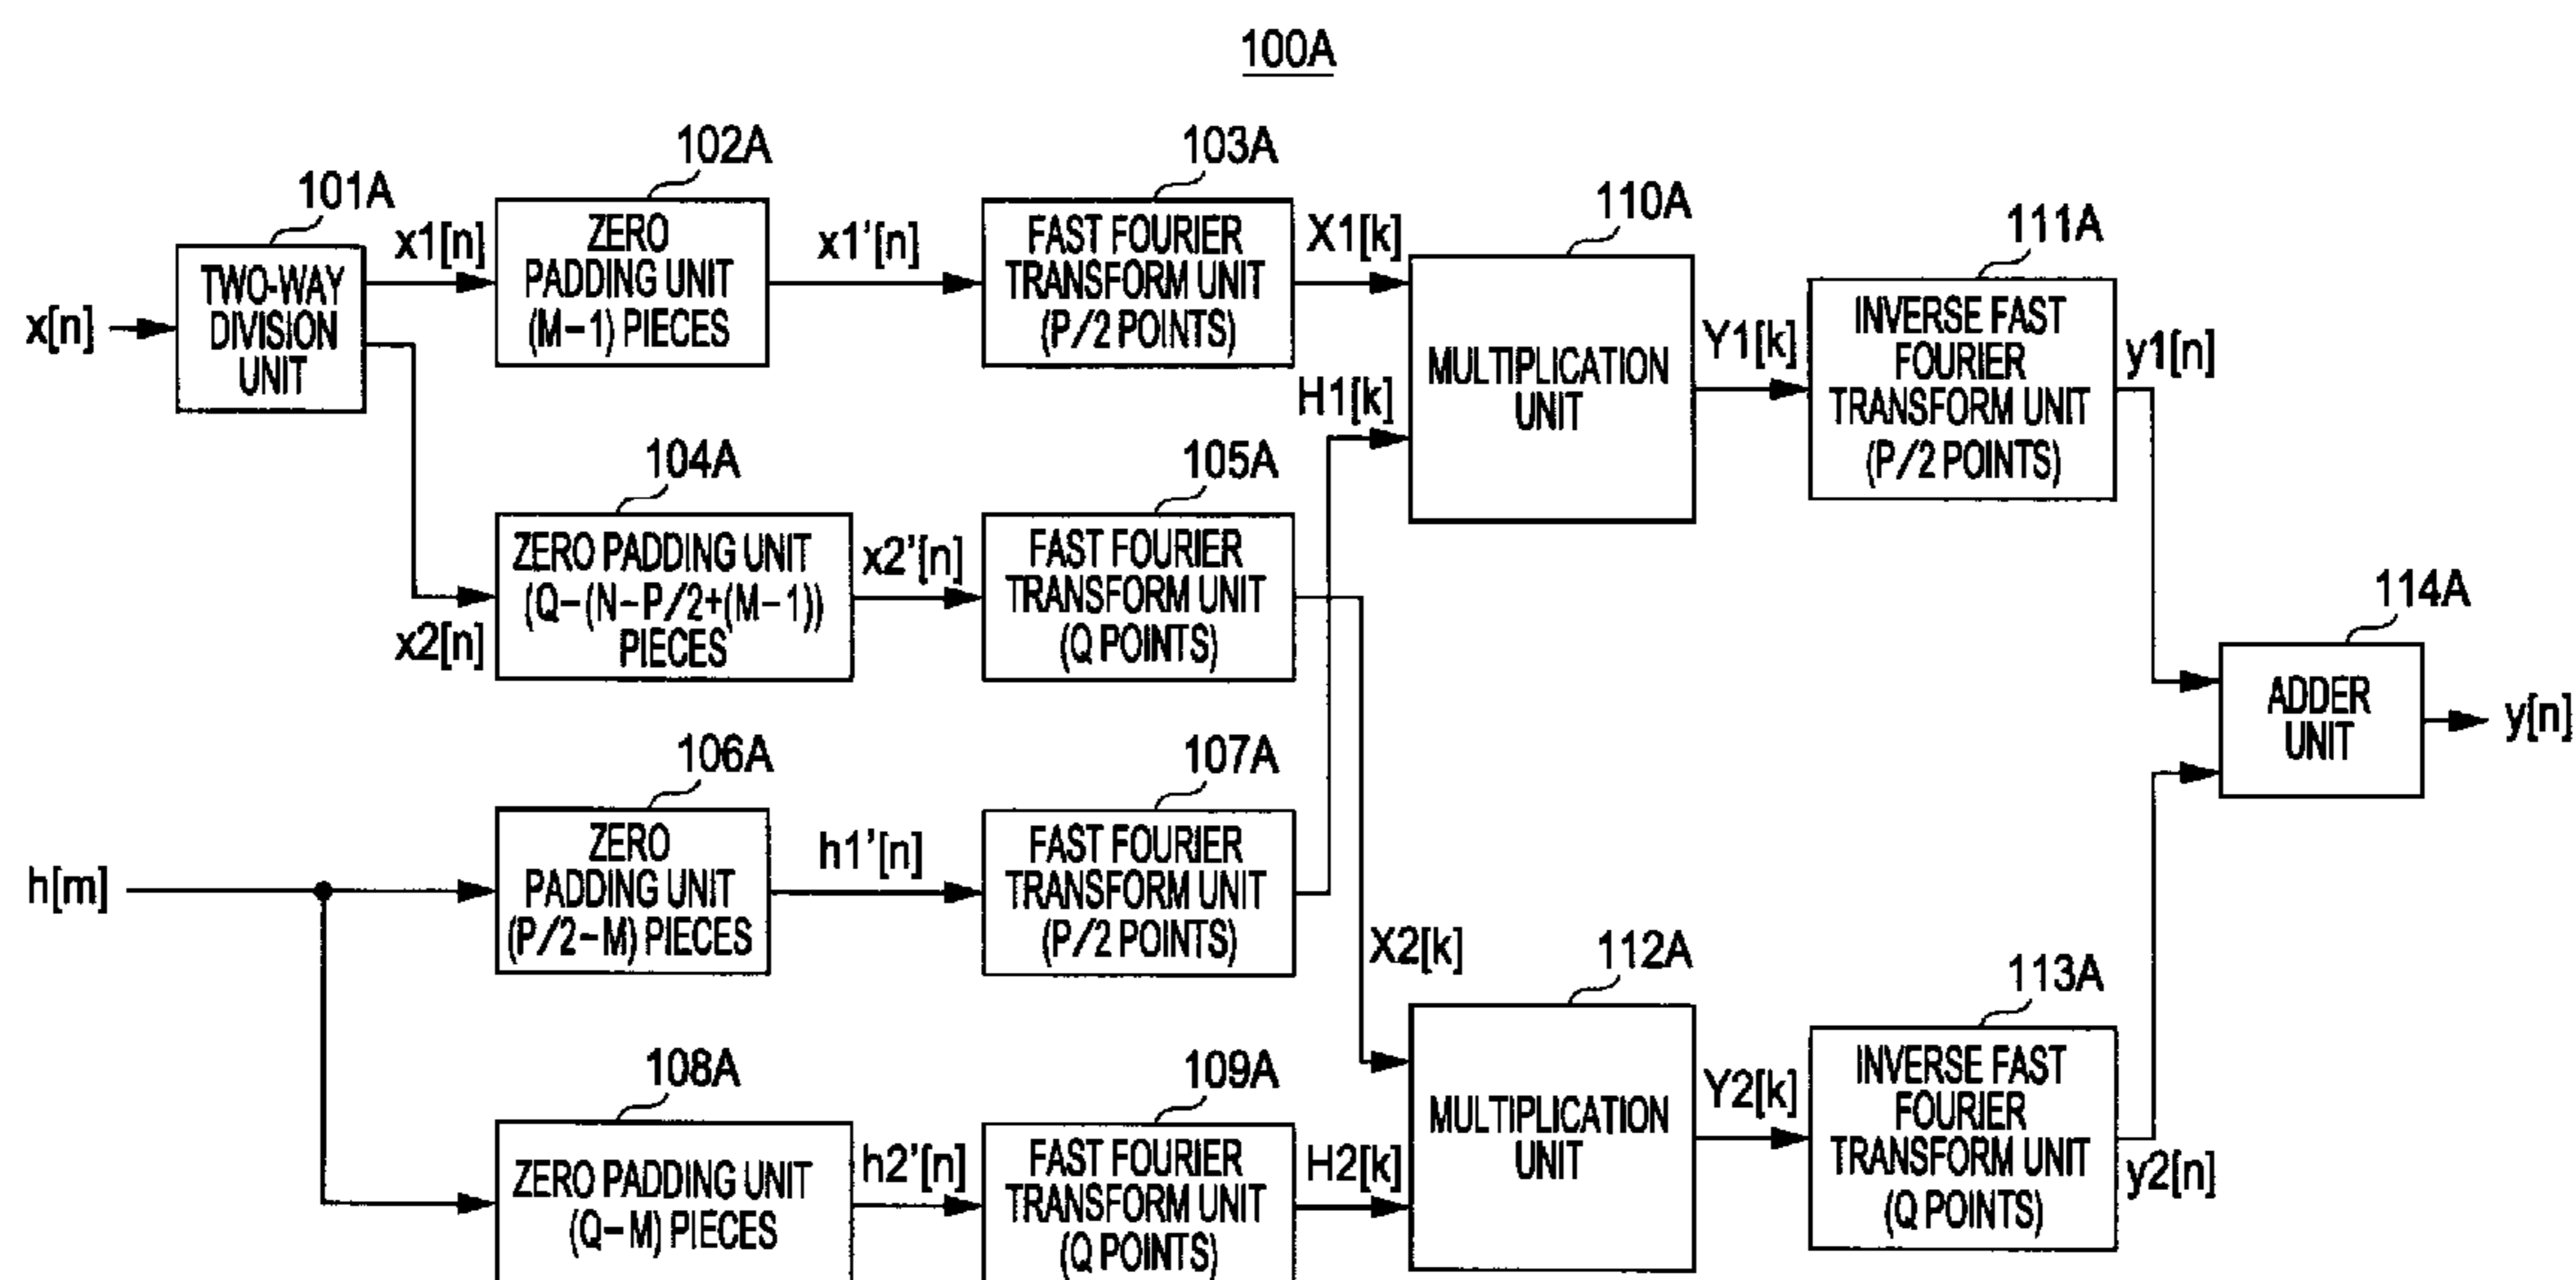 100A
101A
102A
103A
110A
111A
x[n]
TWO-WAY
DIVISION
UNIT
x1[n]
ZERO
PADDING UNIT
(M-1) PIECES
x1'[n]
FAST FOURIER
TRANSFORM UNIT
(P/2 POINTS)
X1[k]
H1[k]
MULTIPLICATION
UNIT
Y1[k]
INVERSE FAST
FOURIER
TRANSFORM UNIT
(P/2 POINTS)
y1[n]
104A
105A
x2[n]
ZERO PADDING UNIT
(Q-(N-P/2+(M-1))
PIECES
x2'[n]
FAST FOURIER
TRANSFORM UNIT
(Q POINTS)
114A
ADDER
UNIT
y[n]
106A
107A
h[m]
ZERO
PADDING UNIT
(P/2-M) PIECES
h1'[n]
FAST FOURIER
TRANSFORM UNIT
(P/2 POINTS)
X2[k]
112A
113A
108A
109A
ZERO PADDING UNIT
(Q-M) PIECES
h2'[n]
FAST FOURIER
TRANSFORM UNIT
(Q POINTS)
H2[k]
MULTIPLICATION
UNIT
Y2[k]
INVERSE FAST
FOURIER
TRANSFORM UNIT
(Q POINTS)
y2[n]